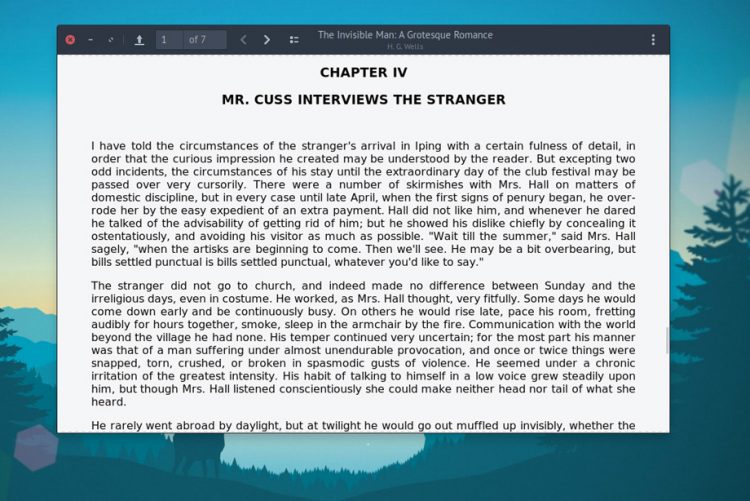 The Invisible Man: A Grotesque Romance
H. G. Wells
1 of 7
CHAPTER IV
MR. CUSS INTERVIEWS THE STRANGER
I have told the circumstances of the stranger's arrival in Iping with a certain fulness of detail, in
order that the curious impression he created may be understood by the reader. But excepting two
odd incidents, the circumstances of his stay until the extraordinary day of the club festival may be
passed over very cursorily. There were a number of skirmishes with Mrs. Hall on matters of
domestic discipline, but in every case until late April, when the first signs of penury began, he over-
rode her by the easy expedient of an extra payment. Hall did not like him, and whenever he dared
he talked of the advisability of getting rid of him; but he showed his dislike chiefly by concealing it
ostentatiously, and avoiding his visitor as much as possible. "Wait till the summer," said Mrs. Hall
sagely, "when the artisks are beginning to come. Then we'll see. He may be a bit overbearing, but
bills settled punctual is bills settled punctual, whatever you'd like to say."
The stranger did not go to church, and indeed made no difference between Sunday and the
irreligious days, even in costume. He worked, as Mrs. Hall thought, very fitfully. Some days he would
come down early and be continuously busy. On others he would rise late, pace his room, fretting
audibly for hours together, smoke, sleep in the armchair by the fire. Communication with the world
beyond the village he had none. His temper continued very uncertain; for the most part his manner
was that of a man suffering under almost unendurable provocation, and once or twice things were
snapped, torn, crushed, or broken in spasmodic gusts of violence. He seemed under a chronic
irritation of the greatest intensity. His habit of talking to himself in a low voice grew steadily upon
him, but though Mrs. Hall listened conscientiously she could make neither head nor tail of what she
heard.
He rarely went abroad by daylight, but at twilight he would go out muffled up invisibly, whether the